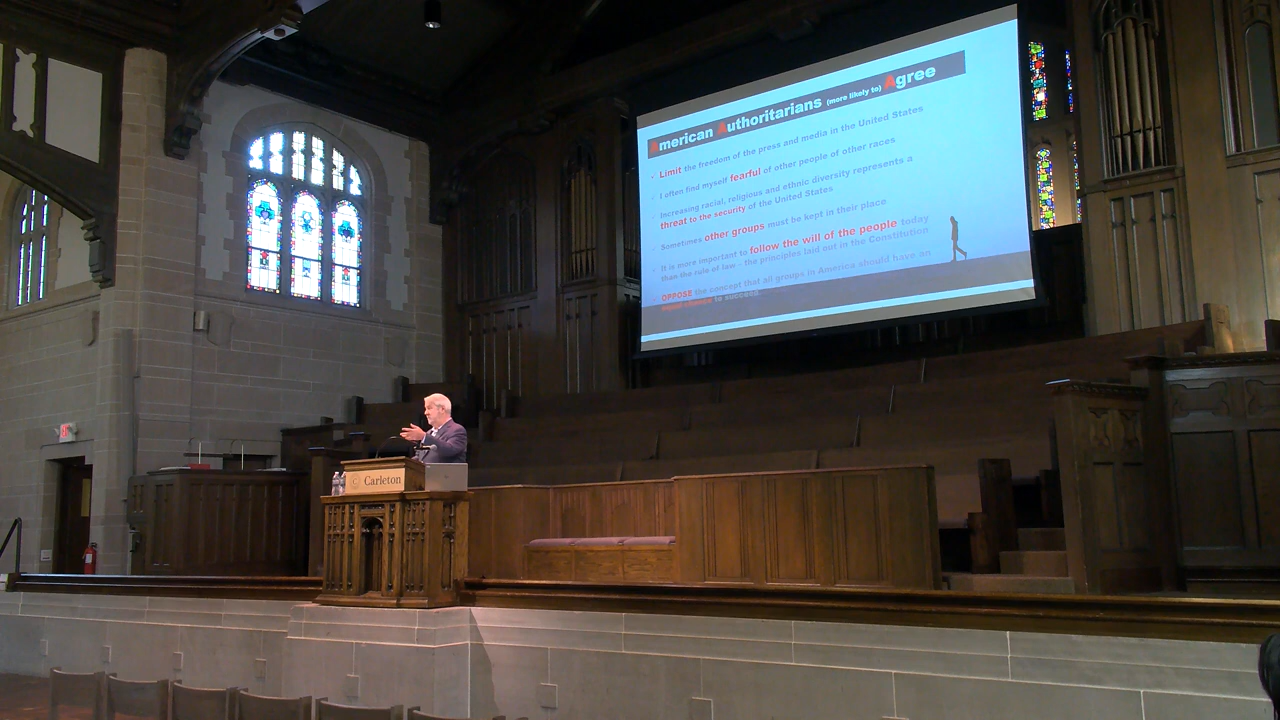 American Authoritarians (more likely to) Agree
Limit the freedom of the press and media in the United States
I often find myself fearful of other people of other races
Increasing racial, religious and ethnic diversity represents a
threat to the security of the United States
Sometimes other groups must be kept in their place
It is more important to follow the will of the people today
than the rule of law – the principles laid out in the Constitution
OPPOSE the concept that all groups in America should have an
equal chance to succeed
EXIT
Carleton